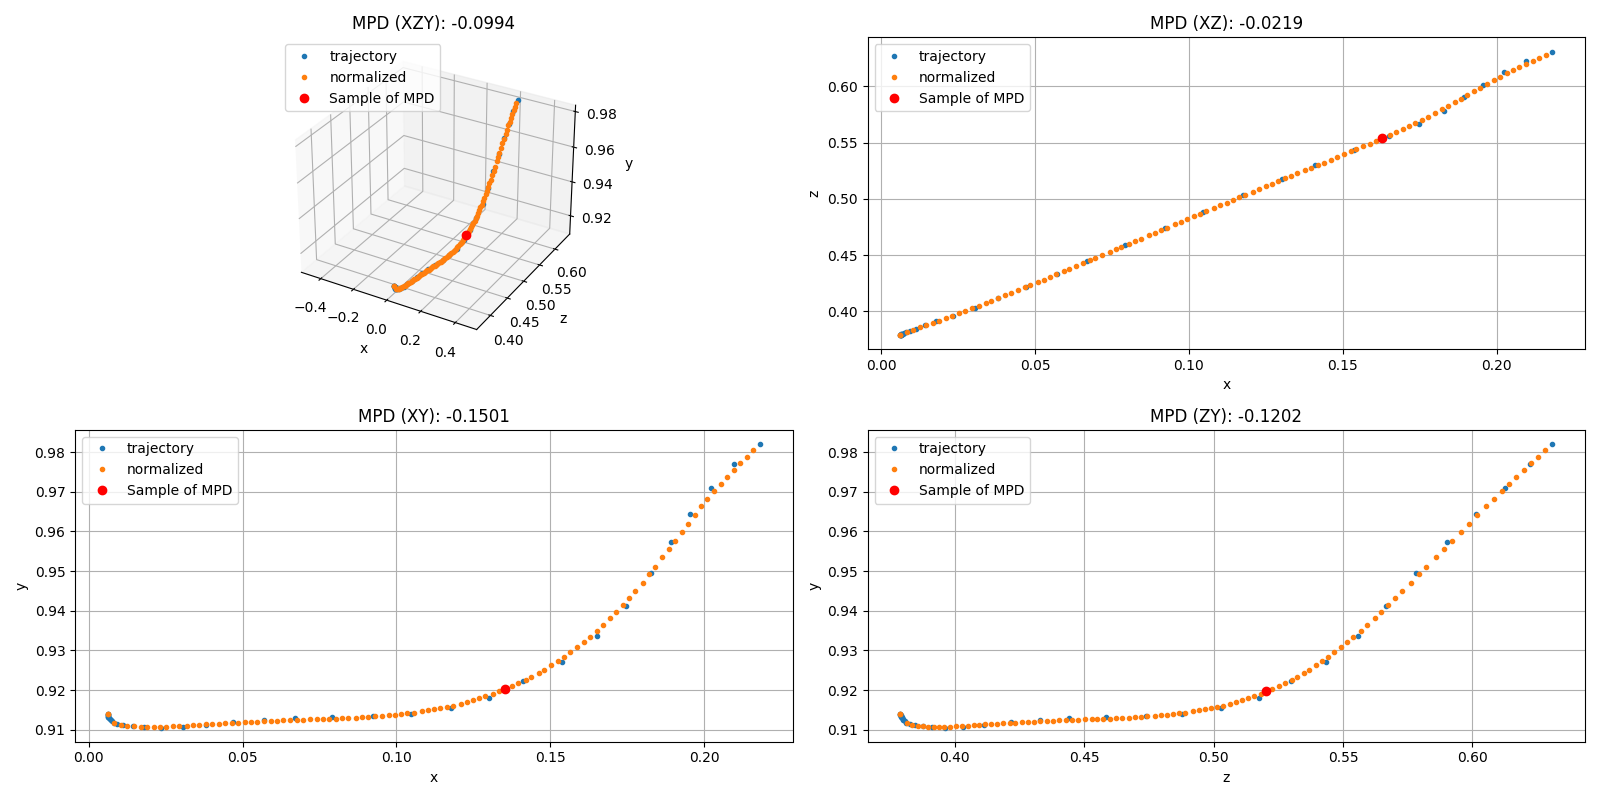 MPD (XZY): -0.0994
trajectory
normalized
Sample of MPD
0.98
0.96
0.94
0.92
y
0.60
0.55
0.50
0.45
0.40
z
−0.4
−0.2
0.0
0.2
0.4
x
MPD (XZ): -0.0219
trajectory
normalized
Sample of MPD
0.60
0.55
0.50
0.45
0.40
z
0.00 0.05 0.10 0.15 0.20
x
MPD (XY): -0.1501
trajectory
normalized
Sample of MPD
0.98
0.97
0.96
0.95
0.94
0.93
0.92
0.91
y
0.00 0.05 0.10 0.15 0.20
x
MPD (ZY): -0.1202
trajectory
normalized
Sample of MPD
0.98
0.97
0.96
0.95
0.94
0.93
0.92
0.91
y
0.40 0.45 0.50 0.55 0.60
z